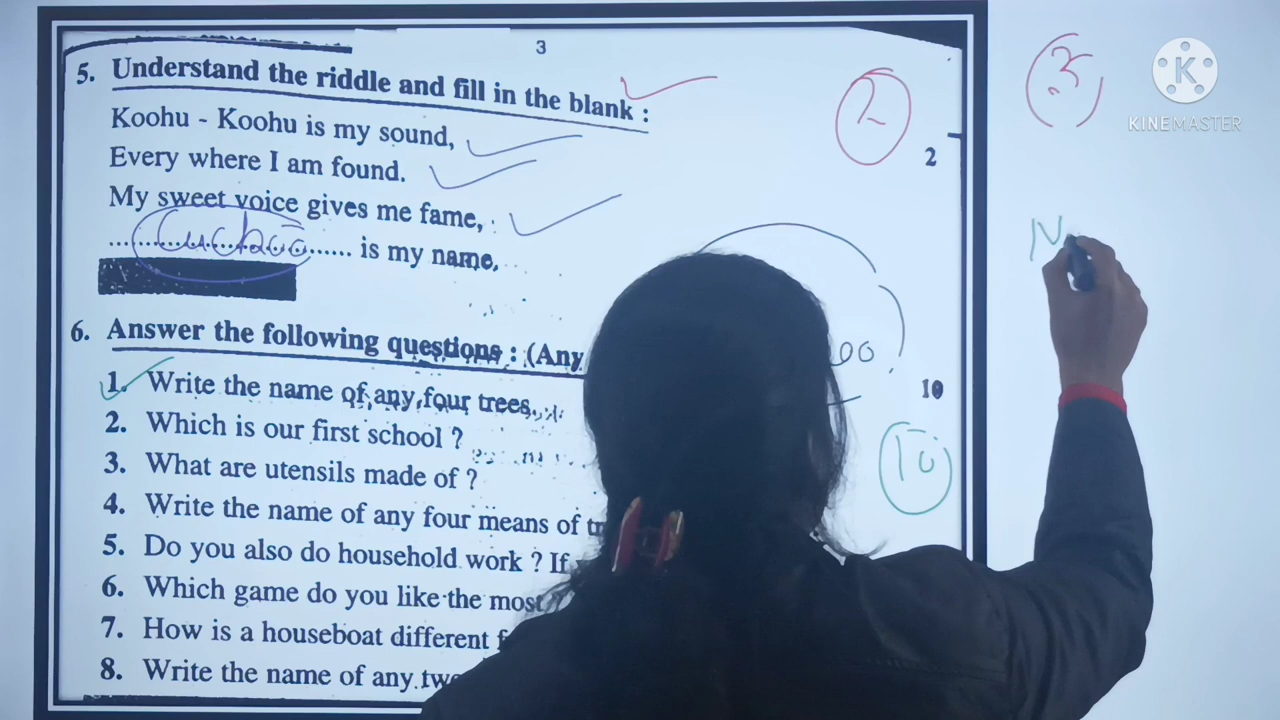 3
5. Understand the riddle and fill in the blank :
2
Koohu - Koohu is my sound,
Every where I am found.
2
My sweet voice gives me fame,
Cuckoo is my name.
6. Answer the following questions : (Any
10
1. Write the name of any four trees.
2. Which is our first school ?
3. What are utensils made of ?
10
4. Write the name of any four means of
5. Do you also do household work ? If
6. Which game do you like the most
7. How is a houseboat different
8. Write the name of any
3
K
KINEMASTER
N